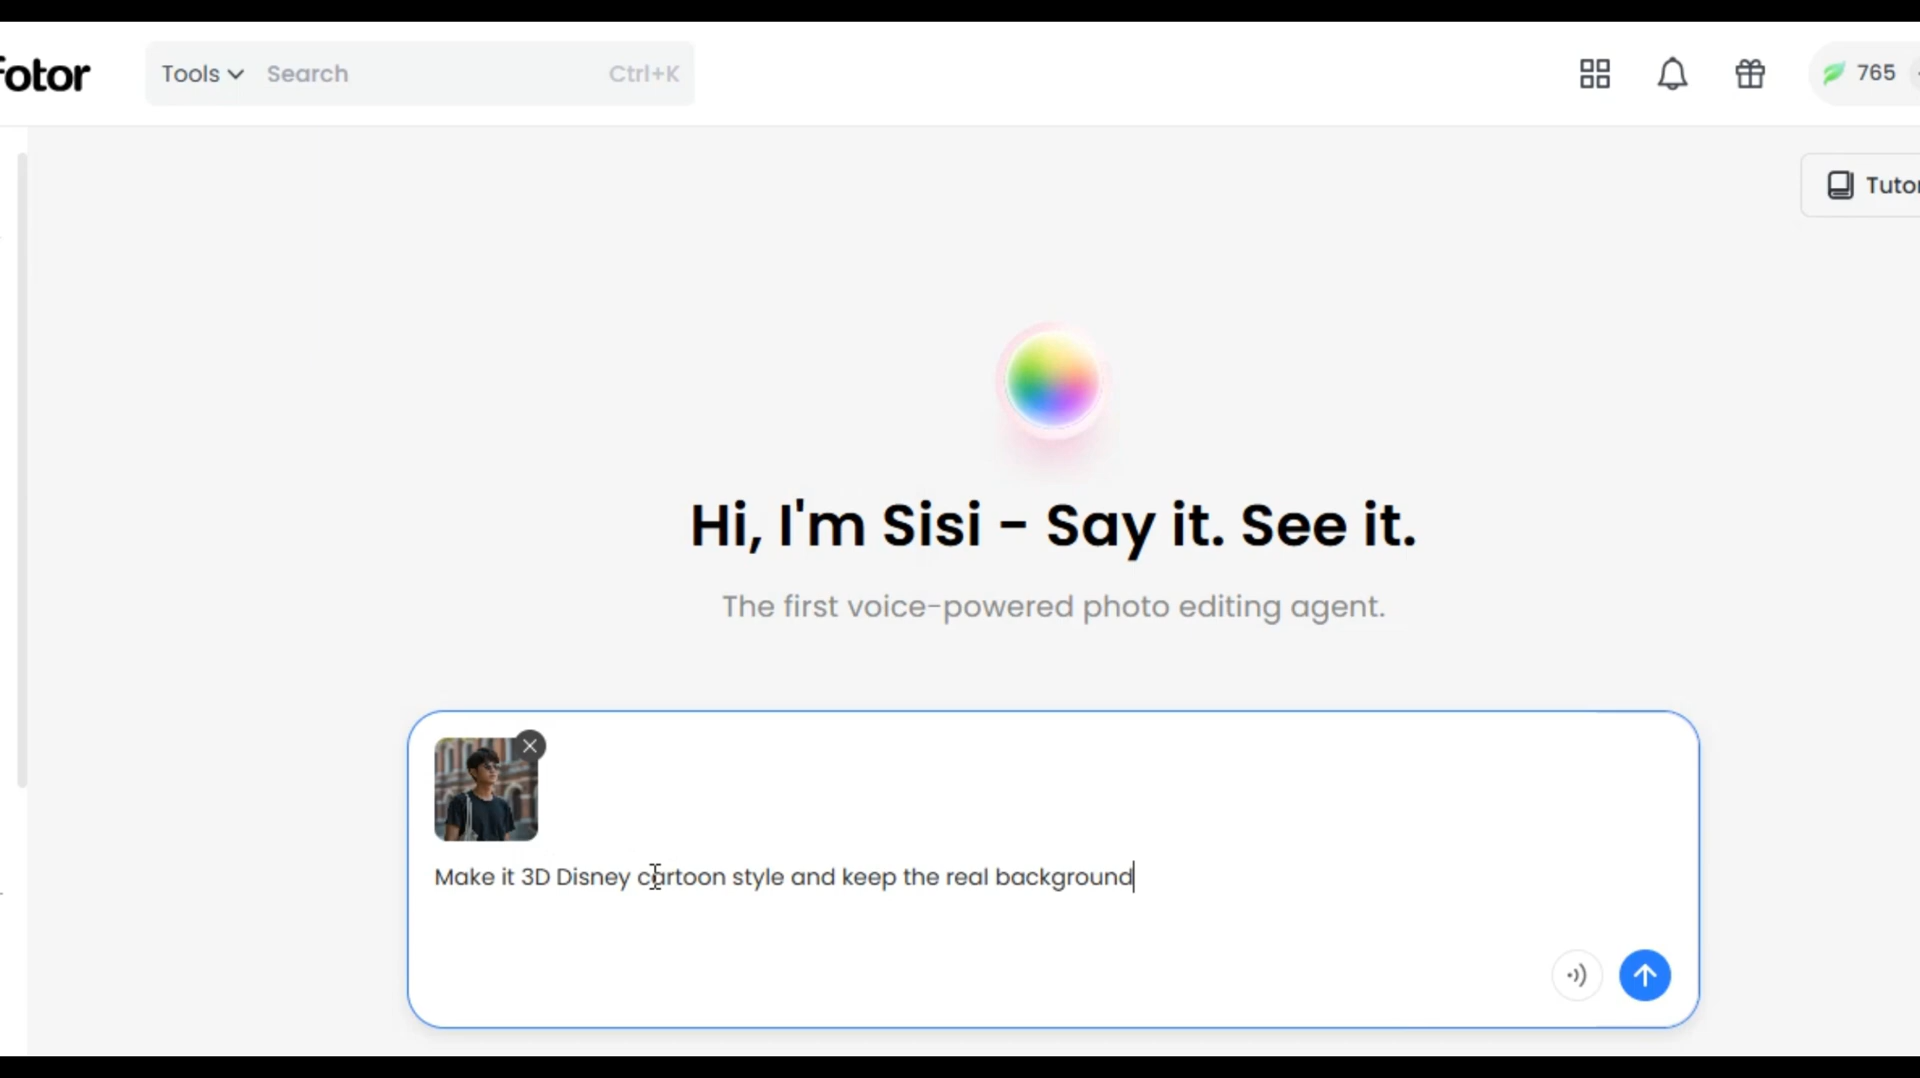 fotor
Tools Search Ctrl+K
765
Tutor
Hi, I'm Sisi - Say it. See it.
The first voice-powered photo editing agent.
Make it 3D Disney cartoon style and keep the real background